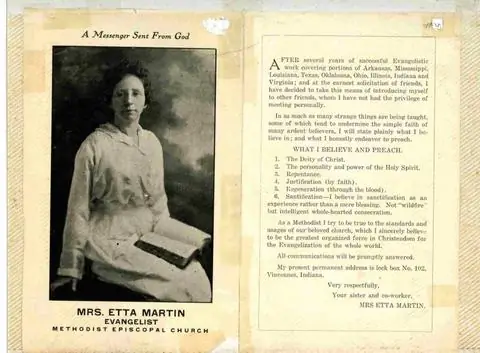 A Messenger Sent From God
MRS. ETTA MARTIN
EVANGELIST
METHODIST EPISCOPAL CHURCH
AFTER several years of successful Evangelistic
work covering portions of Arkansas, Mississippi,
Louisiana, Texas, Oklahoma, Ohio, Illinois, Indiana and
Virginia; and at the earnest solicitation of friends, I
have decided to take this means of introducing myself
to other friends, whom I have not had the privilege of
meeting personally.
In as much as many strange things are being taught,
some of which tend to undermine the simple faith of
many ardent believers, I will state plainly what I be-
lieve in; and what I honestly endeavor to preach.
WHAT I BELIEVE AND PREACH.
1. The Deity of Christ.
2. The personality and power of the Holy Spirit.
3. Repentance.
4. Justification (by faith).
5. Regeneration (through the blood).
6. Santification—I believe in sanctification as an
experience rather than a mere blessing. Not "wildfire"
but intelligent whole-hearted consecration.
As a Methodist I try to be true to the standards and
usages of our beloved church, which I sincerely believe
to be the greatest organized force in Christendom for
the Evangelization of the whole world.
All communications will be promptly answered.
My present permanent address is lock box No. 102,
Vincennes, Indiana.
Very respectfully,
Your sister and co-worker,
MRS ETTA MARTIN.